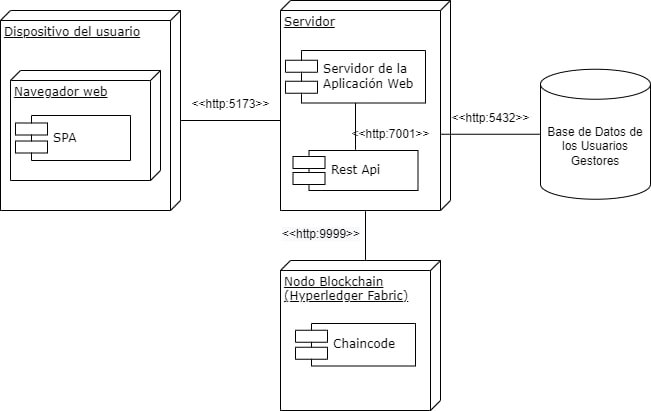 Dispositivo del usuario
Navegador web
SPA
<<http:5173>>
Servidor
Servidor de la
Aplicación Web
<<http:7001>>
Rest Api
<<http:5432>>
Base de Datos de
los Usuarios
Gestores
<<http:9999>>
Nodo Blockchain
(Hyperledger Fabric)
Chaincode